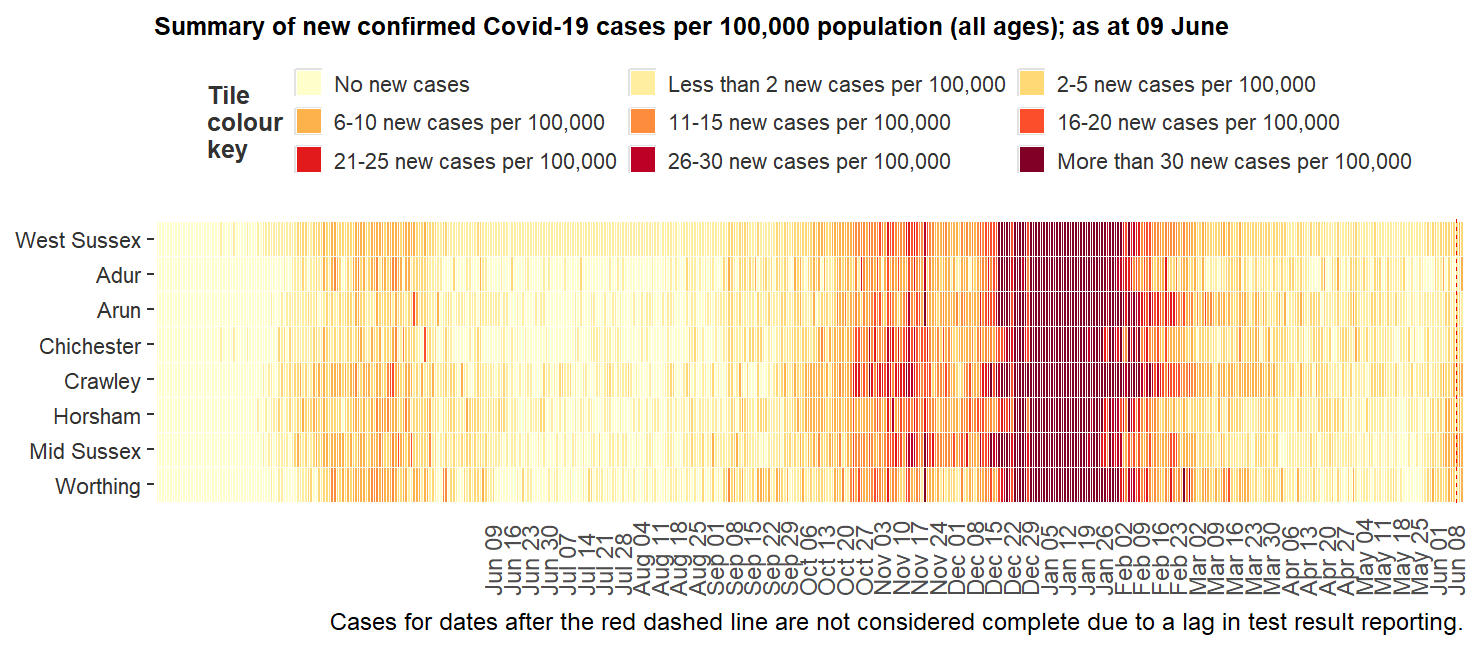 Summary of new confirmed Covid-19 cases per 100,000 population (all ages); as at 09 June
Tile
colour
key
No new cases
Less than 2 new cases per 100,000
2-5 new cases per 100,000
6-10 new cases per 100,000
11-15 new cases per 100,000
16-20 new cases per 100,000
21-25 new cases per 100,000
26-30 new cases per 100,000
More than 30 new cases per 100,000
West Sussex
Adur
Arun
Chichester
Crawley
Horsham
Mid Sussex
Worthing
Jun 09
Jun 16
Jun 23
Jun 30
Jul 07
Jul 14
Jul 21
Jul 28
Aug 04
Aug 11
Aug 18
Aug 25
Sep 01
Sep 08
Sep 15
Sep 22
Sep 29
Oct 06
Oct 13
Oct 20
Oct 27
Nov 03
Nov 10
Nov 17
Nov 24
Dec 01
Dec 08
Dec 15
Dec 22
Dec 29
Jan 05
Jan 12
Jan 19
Jan 26
Feb 02
Feb 09
Feb 16
Feb 23
Mar 02
Mar 09
Mar 16
Mar 23
Mar 30
Apr 06
Apr 13
Apr 20
Apr 27
May 04
May 11
May 18
May 25
Jun 01
Jun 08
Cases for dates after the red dashed line are not considered complete due to a lag in test result reporting.